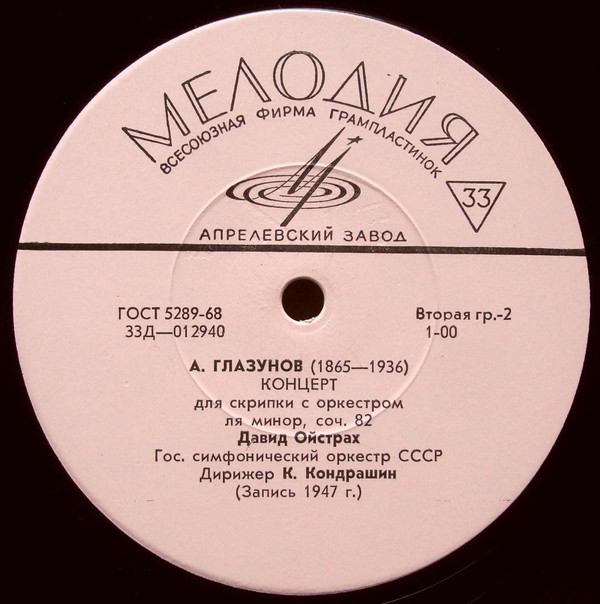 МЕЛОДИЯ
ВСЕСОЮЗНАЯ ФИРМА ГРАМПЛАСТИНОК
33
АПРЕЛЕВСКИЙ ЗАВОД
ГОСТ 5289-68
33Д—012940
Вторая гр.-2
1-00
А. ГЛАЗУНОВ (1865—1936)
КОНЦЕРТ
для скрипки с оркестром
ля минор, соч. 82
Давид Ойстрах
Гос. симфонический оркестр СССР
Дирижер К. Кондрашин
(Запись 1947 г.)